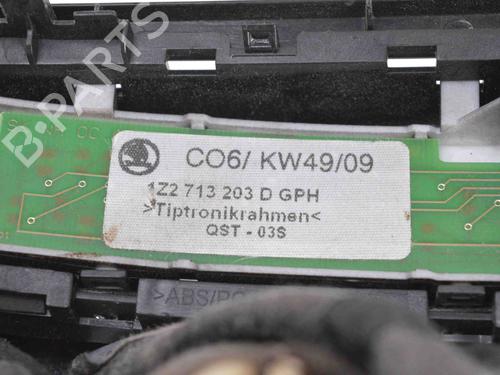 B-PARTS
CO6/ KW49/09
1Z2 713 203 D GPH
>Tiptronikrahmen<
QST - 03S
>ABS/PC